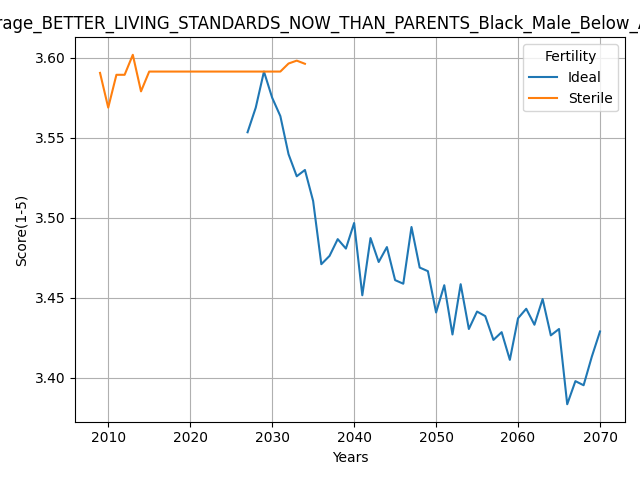 rage_BETTER_LIVING_STANDARDS_NOW_THAN_PARENTS_Black_Male_Below_A
3.60
3.55
3.50
3.45
3.40
Score(1-5)
Fertility
Ideal
Sterile
2010 2020 2030 2040 2050 2060 2070
Years